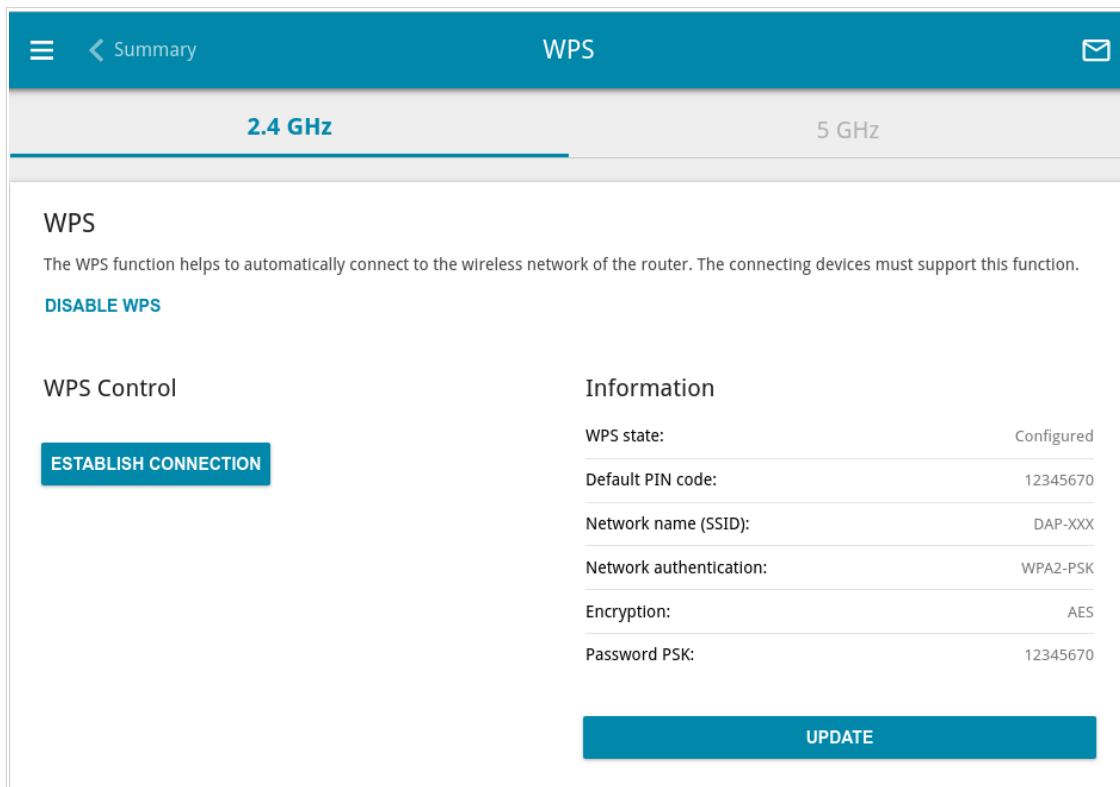 Summary
WPS
2.4 GHz
5 GHz
WPS
The WPS function helps to automatically connect to the wireless network of the router. The connecting devices must support this function.
DISABLE WPS
WPS Control
ESTABLISH CONNECTION
Information
WPS state: Configured
Default PIN code: 12345670
Network name (SSID): DAP-XXX
Network authentication: WPA2-PSK
Encryption: AES
Password PSK: 12345670
UPDATE